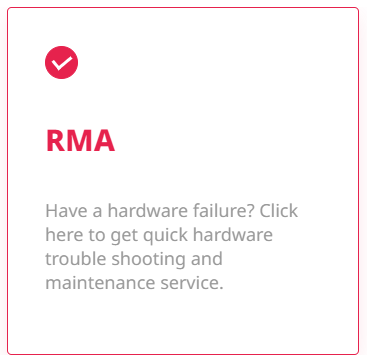 RMA
Have a hardware failure? Click
here to get quick hardware
trouble shooting and
maintenance service.